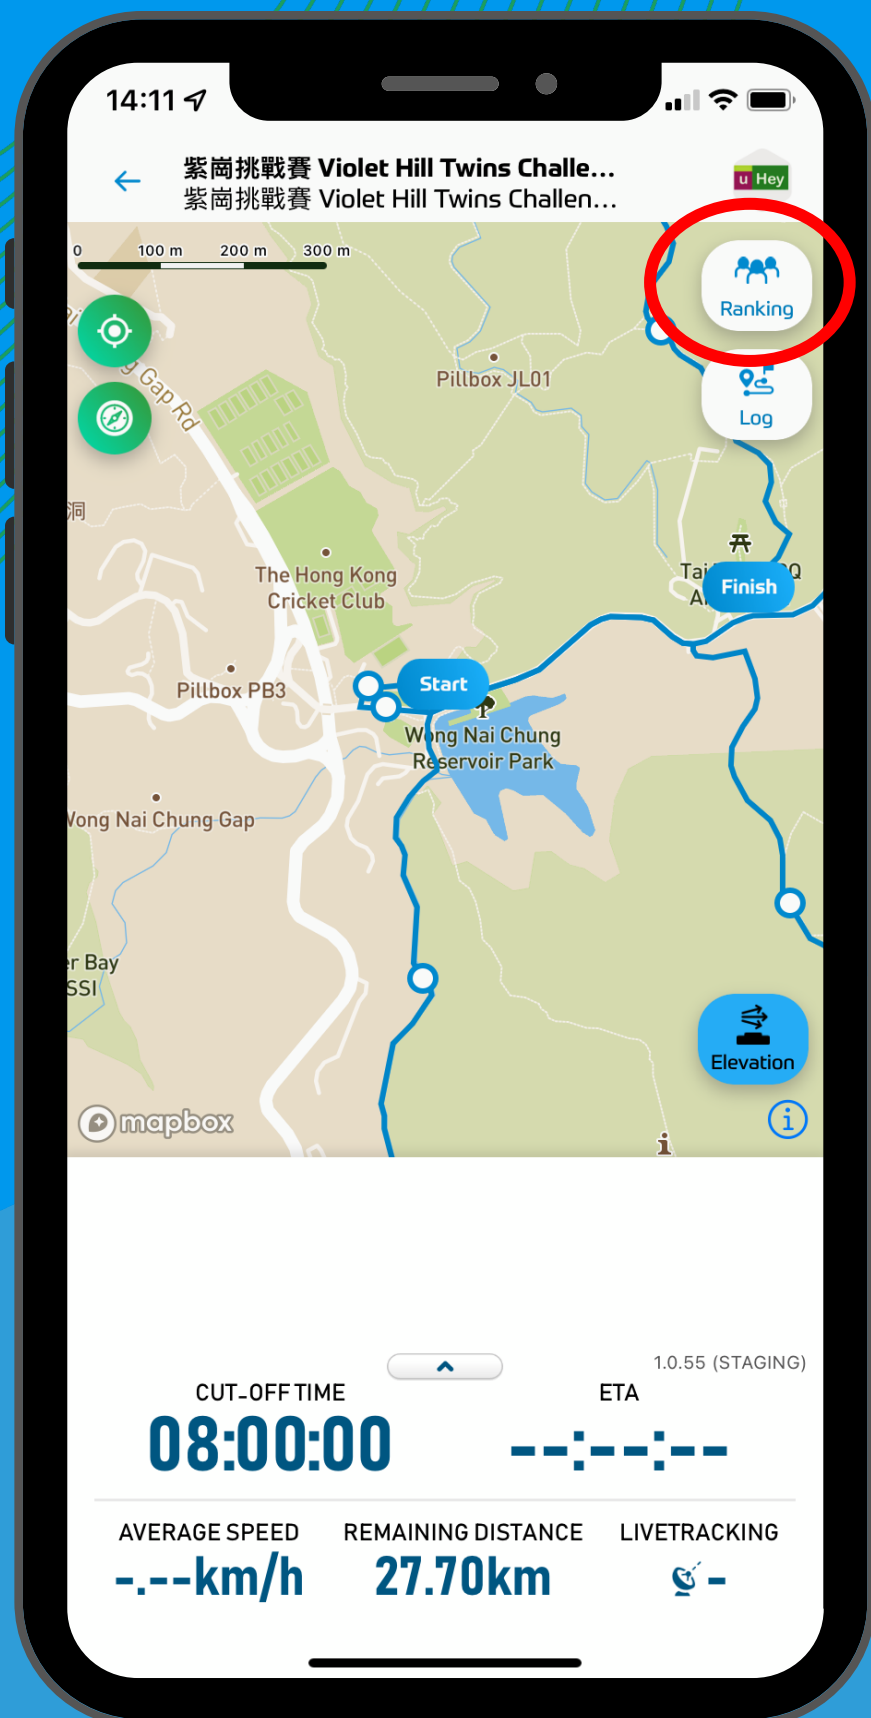 14:11
紫崗挑戰賽 Violet Hill Twins Challe...
紫崗挑戰賽 Violet Hill Twins Challen...
u Hey
0 100 m 200 m 300 m
Ranking
Log
Pillbox JL01
Gap Rd
洞
The Hong Kong
Cricket Club
Tai
Finish
Start
Pillbox PB3
Wong Nai Chung
Reservoir Park
Wong Nai Chung Gap
er Bay
SSI
Elevation
mapbox
i
i
1.0.55 (STAGING)
CUT-OFF TIME
ETA
08:00:00
--:--:--
AVERAGE SPEED
REMAINING DISTANCE
LIVETRACKING
-.--km/h
27.70km
-